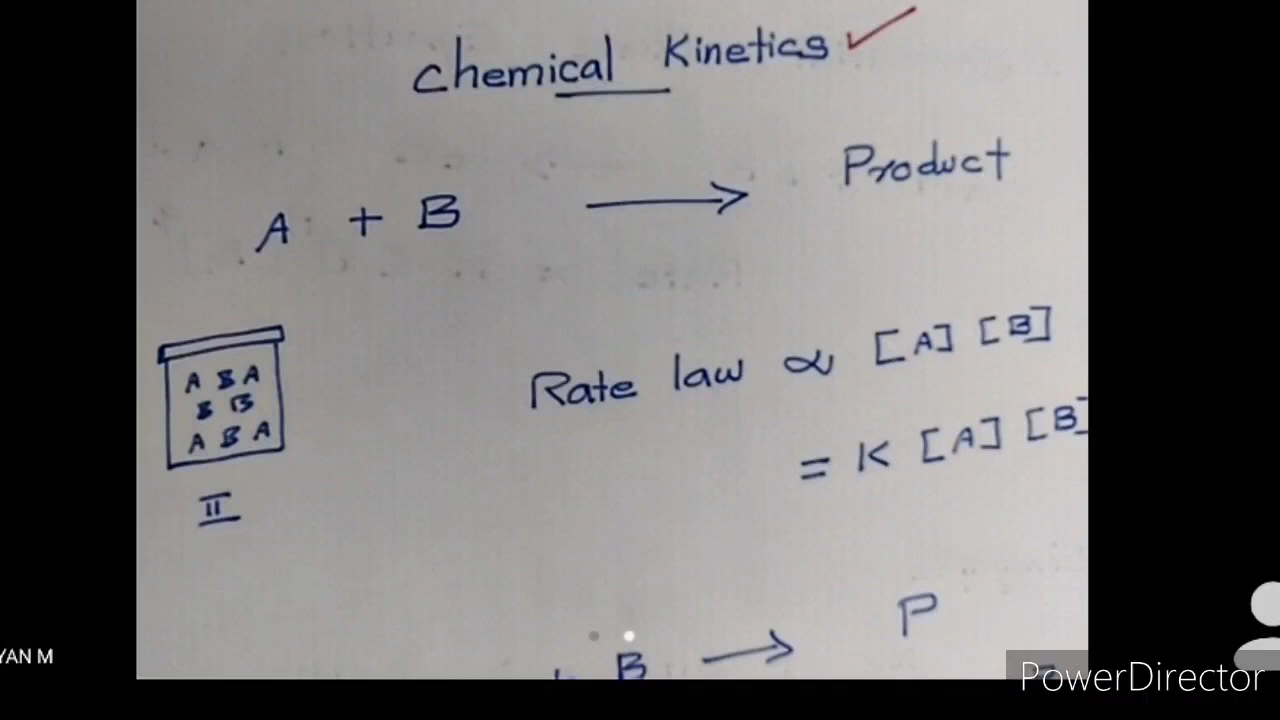 Chemical Kinetics
A + B → Product
A B A
B B
A B A
II
Rate law ∝ [A] [B]
= K [A] [B]
B → P
YAN M
PowerDirector